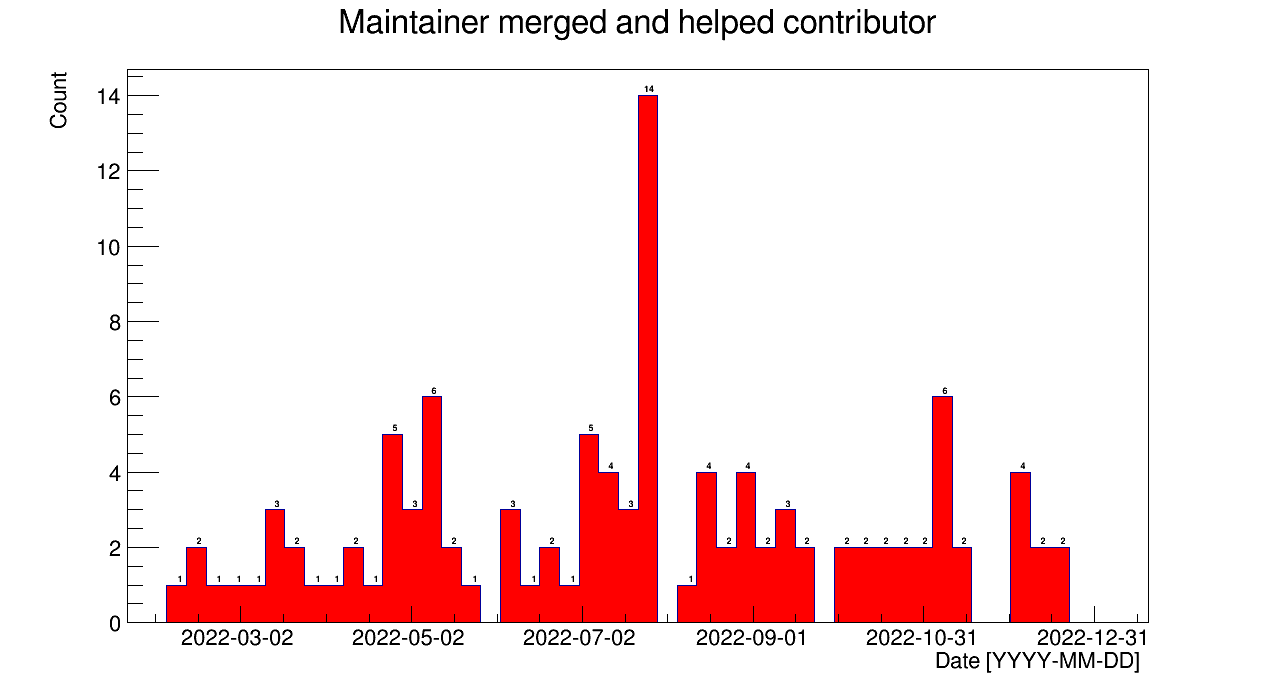 Maintainer merged and helped contributor
Count
14
12
10
8
6
4
2
0
1 2 1 1 1 3 2 1 1 2 1 5 3 6 2 1 3 1 2 1 5 4 3 14 1 4 2 4 2 3 2 2 2 2 2 2 6 2 4 2 2
2022-03-02 2022-05-02 2022-07-02 2022-09-01 2022-10-31 2022-12-31
Date [YYYY-MM-DD]